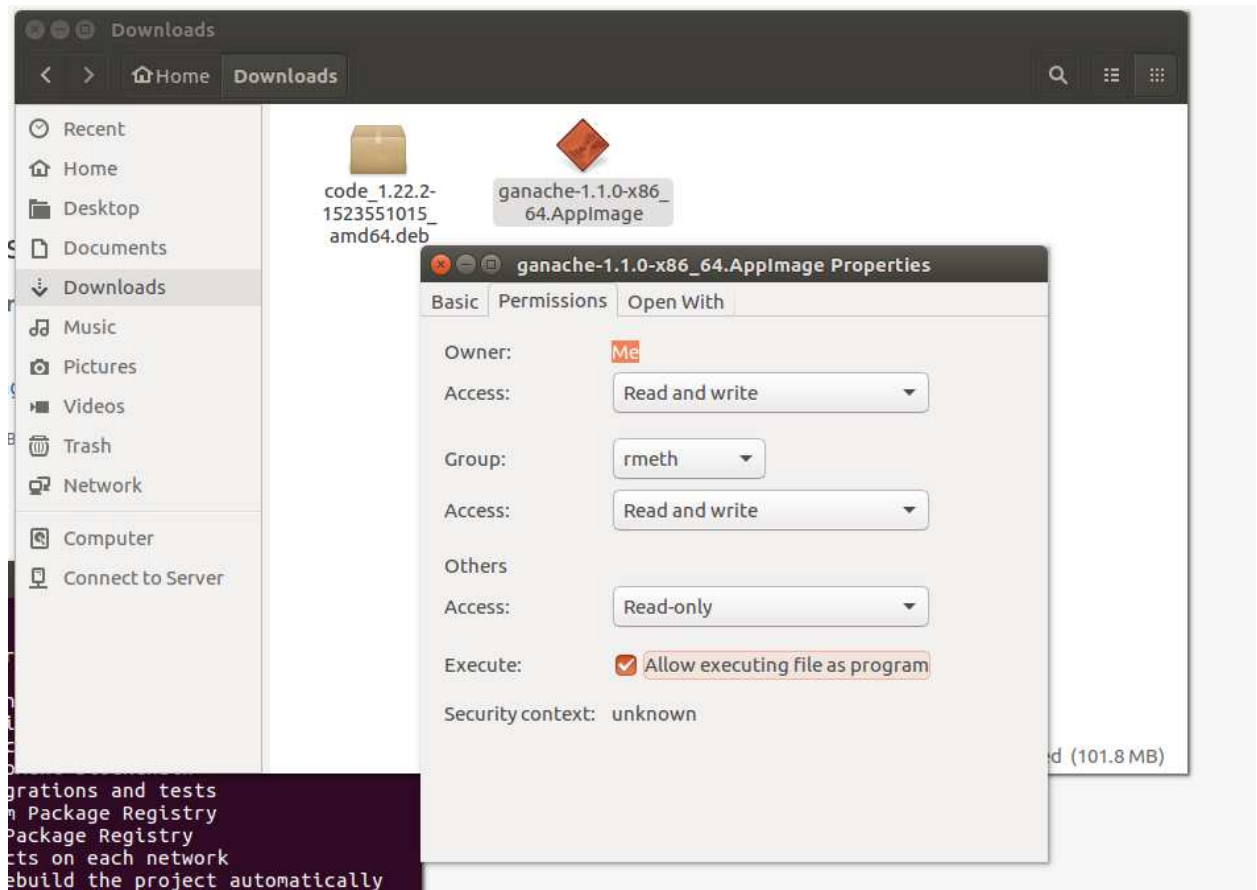 Downloads
Home Downloads
Recent
Home
Desktop
Documents
Downloads
Music
Pictures
Videos
Trash
Network
Computer
Connect to Server
code_1.22.2-
1523551015_
amd64.deb
ganache-1.1.0-x86_
64.AppImage
ganache-1.1.0-x86_64.AppImage Properties
Basic Permissions Open With
Owner: Me
Access: Read and write
Group: rmeth
Access: Read and write
Others
Access: Read-only
Execute: Allow executing file as program
Security context: unknown
(101.8 MB)
and tests
Package Registry
Package Registry
on each network
the project automatically